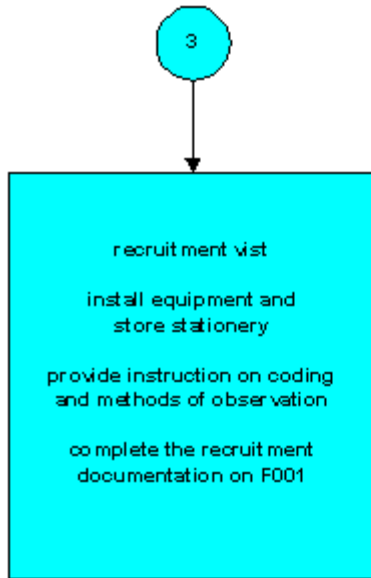 3
recruitment vist
install equipment and
store stationery
provide instruction on coding
and methods of observation
complete the recruitment
documentation on F001